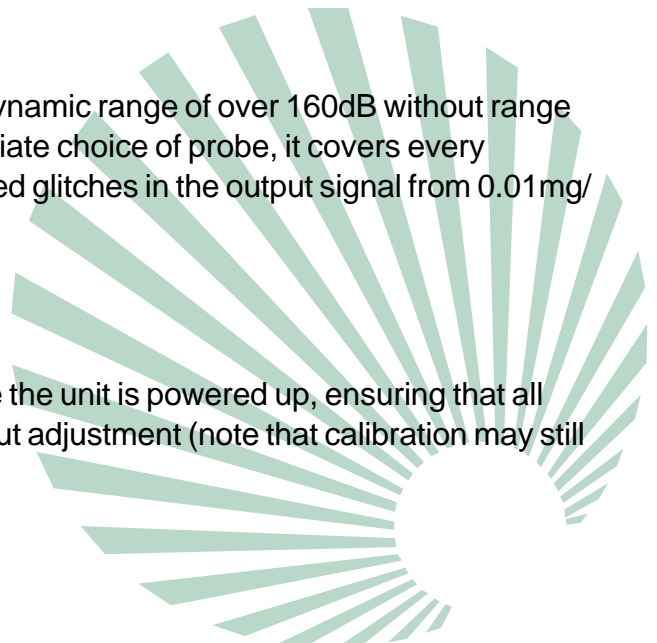 ynamic range of over 160dB without range
iate choice of probe, it covers every
ed glitches in the output signal from 0.01mg/
e the unit is powered up, ensuring that all
ut adjustment (note that calibration may still